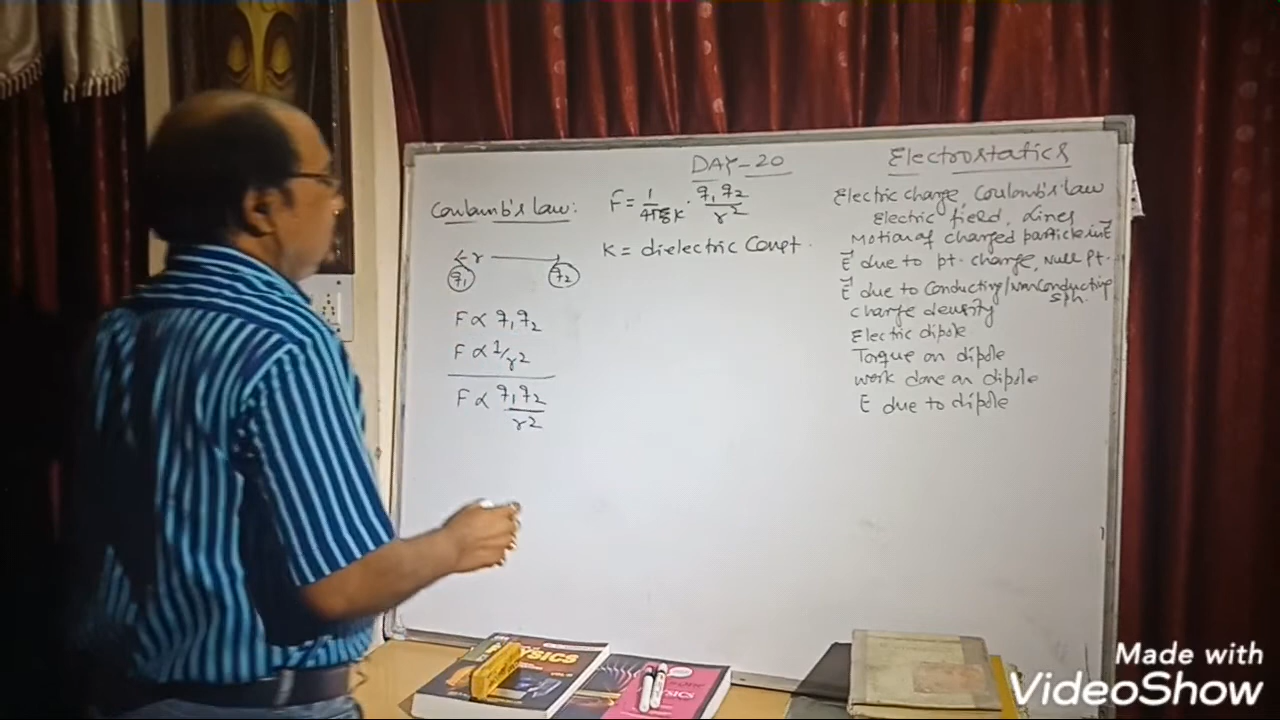 DAY-20
Electrostatics
Coulomb's Law:
← r ———
q1 q2
F ∝ q1q2
F ∝ 1/r2
F ∝ q1q2
r2
F = 1 . q1q2
K r2
K = dielectric Conpt.
Electric charge, Coulomb's Law
Electric field, Lines
Motion of charged particle in E⃗
E⃗ due to pt. charge, Null Pt.
E⃗ due to Conducting/NonConducting
Sph.
Charge density
Electric dipole
Torque on dipole
Work done on dipole
E due to dipole
PHYSICS
Made with
VideoShow